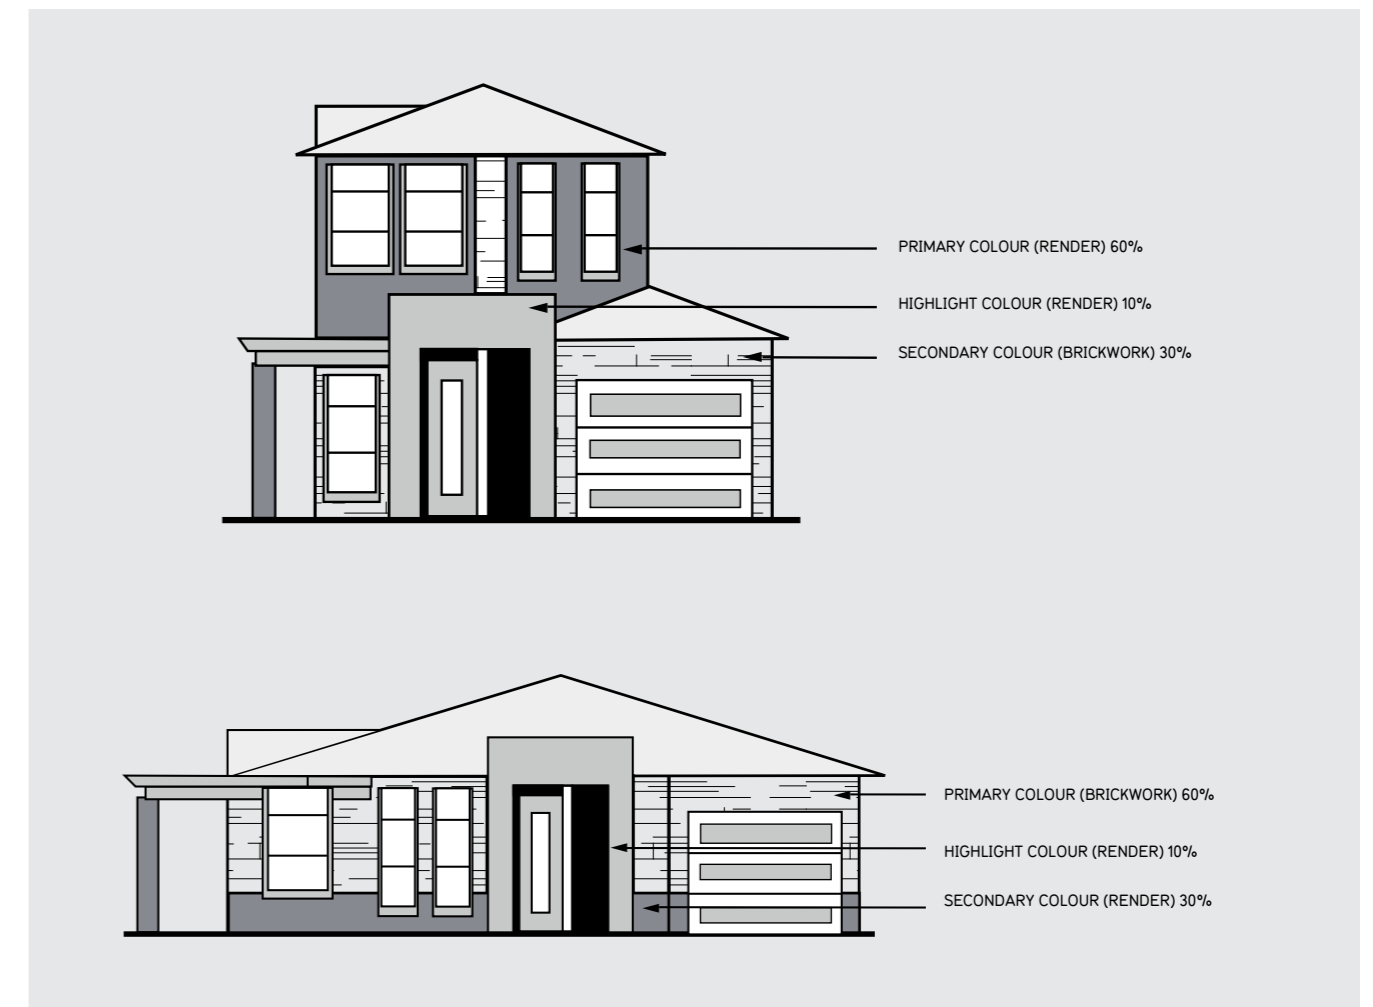 PRIMARY COLOUR (RENDER) 60%
HIGHLIGHT COLOUR (RENDER) 10%
SECONDARY COLOUR (BRICKWORK) 30%
PRIMARY COLOUR (BRICKWORK) 60%
HIGHLIGHT COLOUR (RENDER) 10%
SECONDARY COLOUR (RENDER) 30%